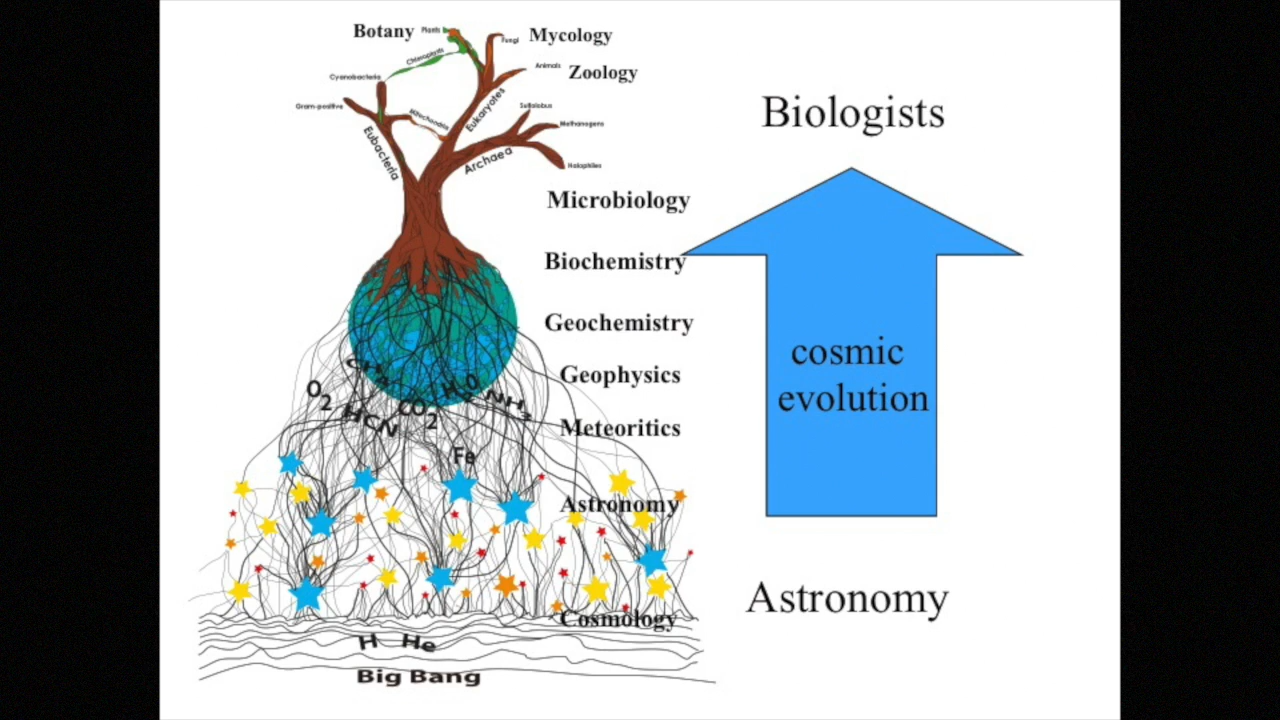 Botany
Plants
Fungi
Mycology
Chloroplasts
Animals
Zoology
Cyanobacteria
Gram-positive
Mitochondria
Eukaryotes
Sulfolobus
Methanogens
Eubacteria
Archaea
Halophiles
Biologists
Microbiology
Biochemistry
Geochemistry
cosmic
evolution
CH4
Geophysics
O2
HCN
CO2
H2O
NH3
Meteoritics
Fe
Astronomy
Astronomy
Cosmology
H He
Big Bang